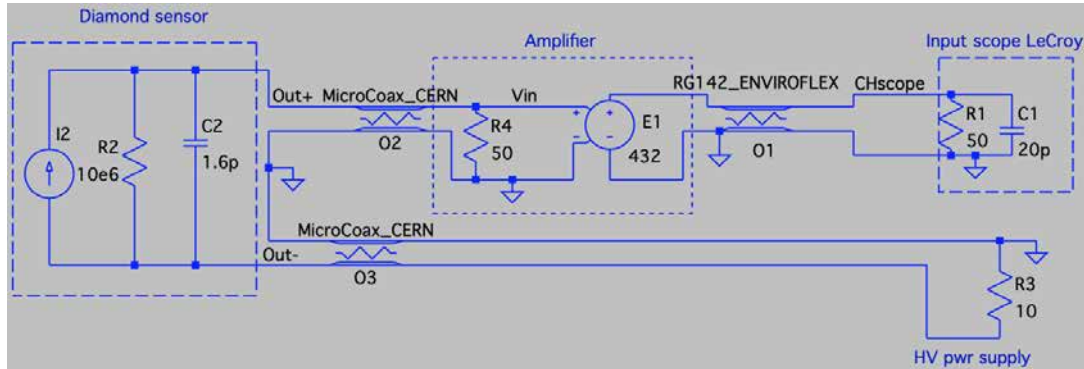 Diamond sensor
Amplifier
Input scope LeCroy
RG142_ENVIROFLEX
CHscope
Out+
MicroCoax_CERN
Vin
I2
R2
10e6
C2
1.6p
O2
R4
50
E1
432
O1
R1
50
C1
20p
MicroCoax_CERN
Out-
O3
R3
10
HV pwr supply